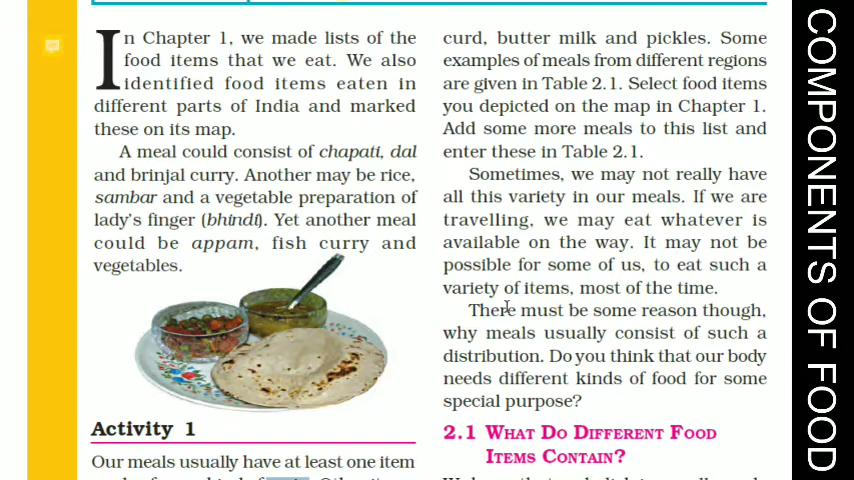 In Chapter 1, we made lists of the
food items that we eat. We also
identified food items eaten in
different parts of India and marked
these on its map.
A meal could consist of chapati, dal
and brinjal curry. Another may be rice,
sambar and a vegetable preparation of
lady's finger (bhindi). Yet another meal
could be appam, fish curry and
vegetables.
Activity 1
Our meals usually have at least one item
curd, butter milk and pickles. Some
examples of meals from different regions
are given in Table 2.1. Select food items
you depicted on the map in Chapter 1.
Add some more meals to this list and
enter these in Table 2.1.
Sometimes, we may not really have
all this variety in our meals. If we are
travelling, we may eat whatever is
available on the way. It may not be
possible for some of us, to eat such a
variety of items, most of the time.
There must be some reason though,
why meals usually consist of such a
distribution. Do you think that our body
needs different kinds of food for some
special purpose?
2.1 WHAT DO DIFFERENT FOOD
ITEMS CONTAIN?
COMPONENTS OF FOOD